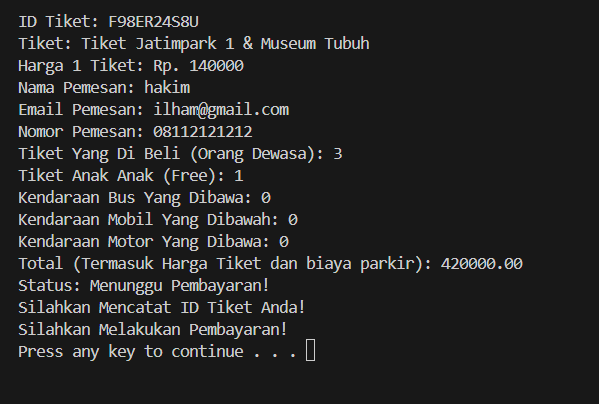 ID Tiket: F98ER24S8U
Tiket: Tiket Jatimpark 1 & Museum Tubuh
Harga 1 Tiket: Rp. 140000
Nama Pemesan: hakim
Email Pemesan: ilham@gmail.com
Nomor Pemesan: 08112121212
Tiket Yang Di Beli (Orang Dewasa): 3
Tiket Anak Anak (Free): 1
Kendaraan Bus Yang Dibawa: 0
Kendaraan Mobil Yang Dibawah: 0
Kendaraan Motor Yang Dibawa: 0
Total (Termasuk Harga Tiket dan biaya parkir): 420000.00
Status: Menunggu Pembayaran!
Silahkan Mencatat ID Tiket Anda!
Silahkan Melakukan Pembayaran!
Press any key to continue . . .